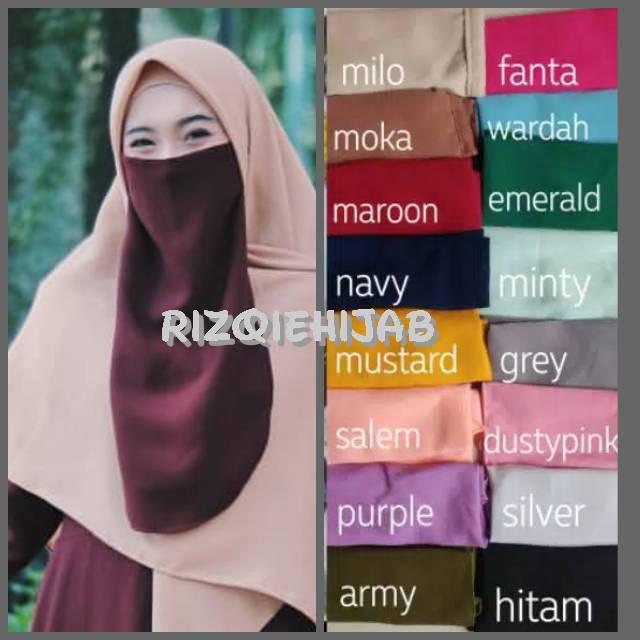 RIZQIEHIJAB
milo
fanta
moka
wardah
maroon
emerald
navy
minty
mustard
grey
salem
dustypink
purple
silver
army
hitam